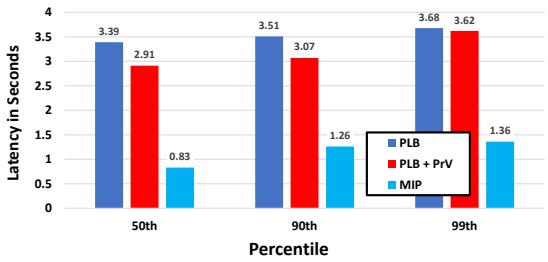 4
3.5
3
2.5
2
1.5
1
0.5
0
Latency in Seconds
3.39
2.91
0.83
3.51
3.07
1.26
3.68
3.62
1.36
PLB
PLB + PrV
MIP
50th
90th
99th
Percentile